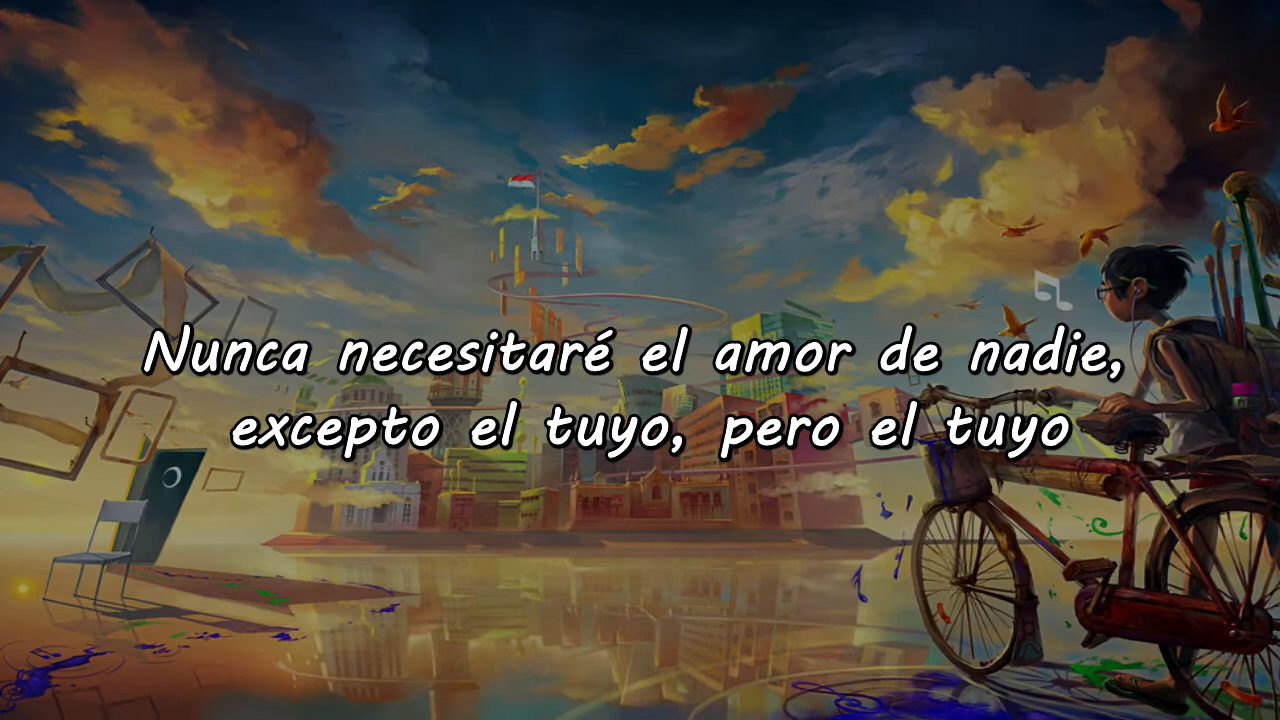 Nunca necesitaré el amor de nadie,
excepto el tuyo, pero el tuyo